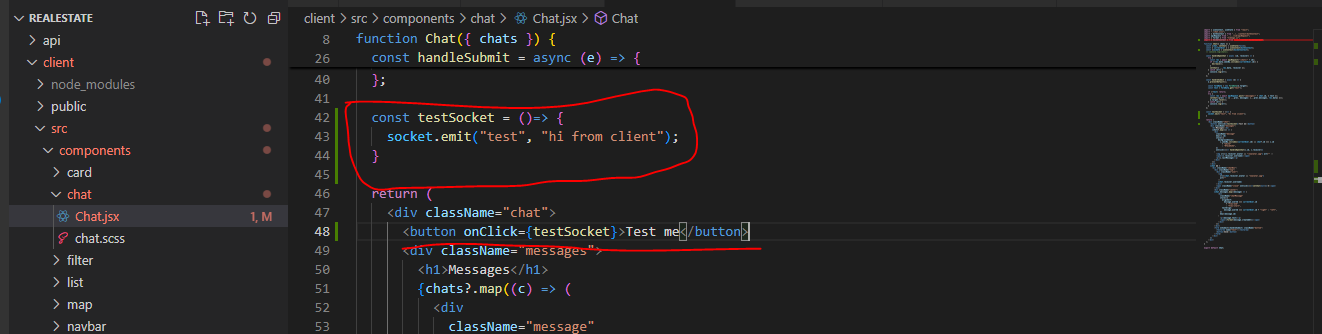 REALESTATE
api
client
node_modules
public
src
components
card
chat
Chat.jsx 1, M
chat.scss
filter
list
map
navbar
client > src > components > chat > Chat.jsx > Chat
8 function Chat({ chats }) {
26 const handleSubmit = async (e) => {
40 };
41
42 const testSocket = ()=> {
43 socket.emit("test", "hi from client");
44 }
45
46 return (
47 <div className="chat">
48 <button onClick={testSocket}>Test me</button>
49 <div className="messages">
50 <h1>Messages</h1>
51 {chats?.map((c) => (
52 <div
53 className="message"